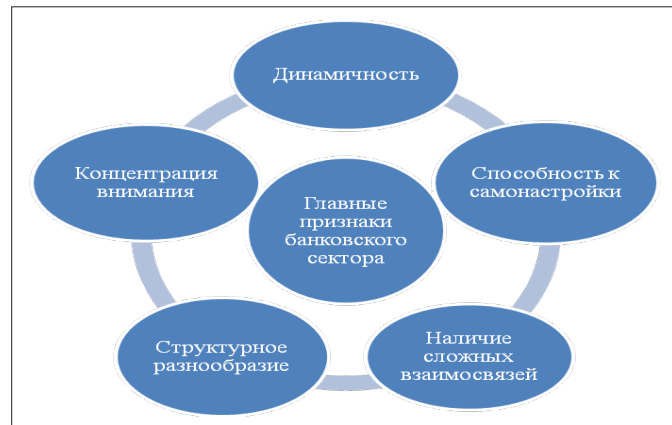 Динамичность
Концентрация
внимания
Способность к
самонастройки
Главные
признаки
банковского
сектора
Структурное
разнообразие
Наличие
сложных
взаимосвязей